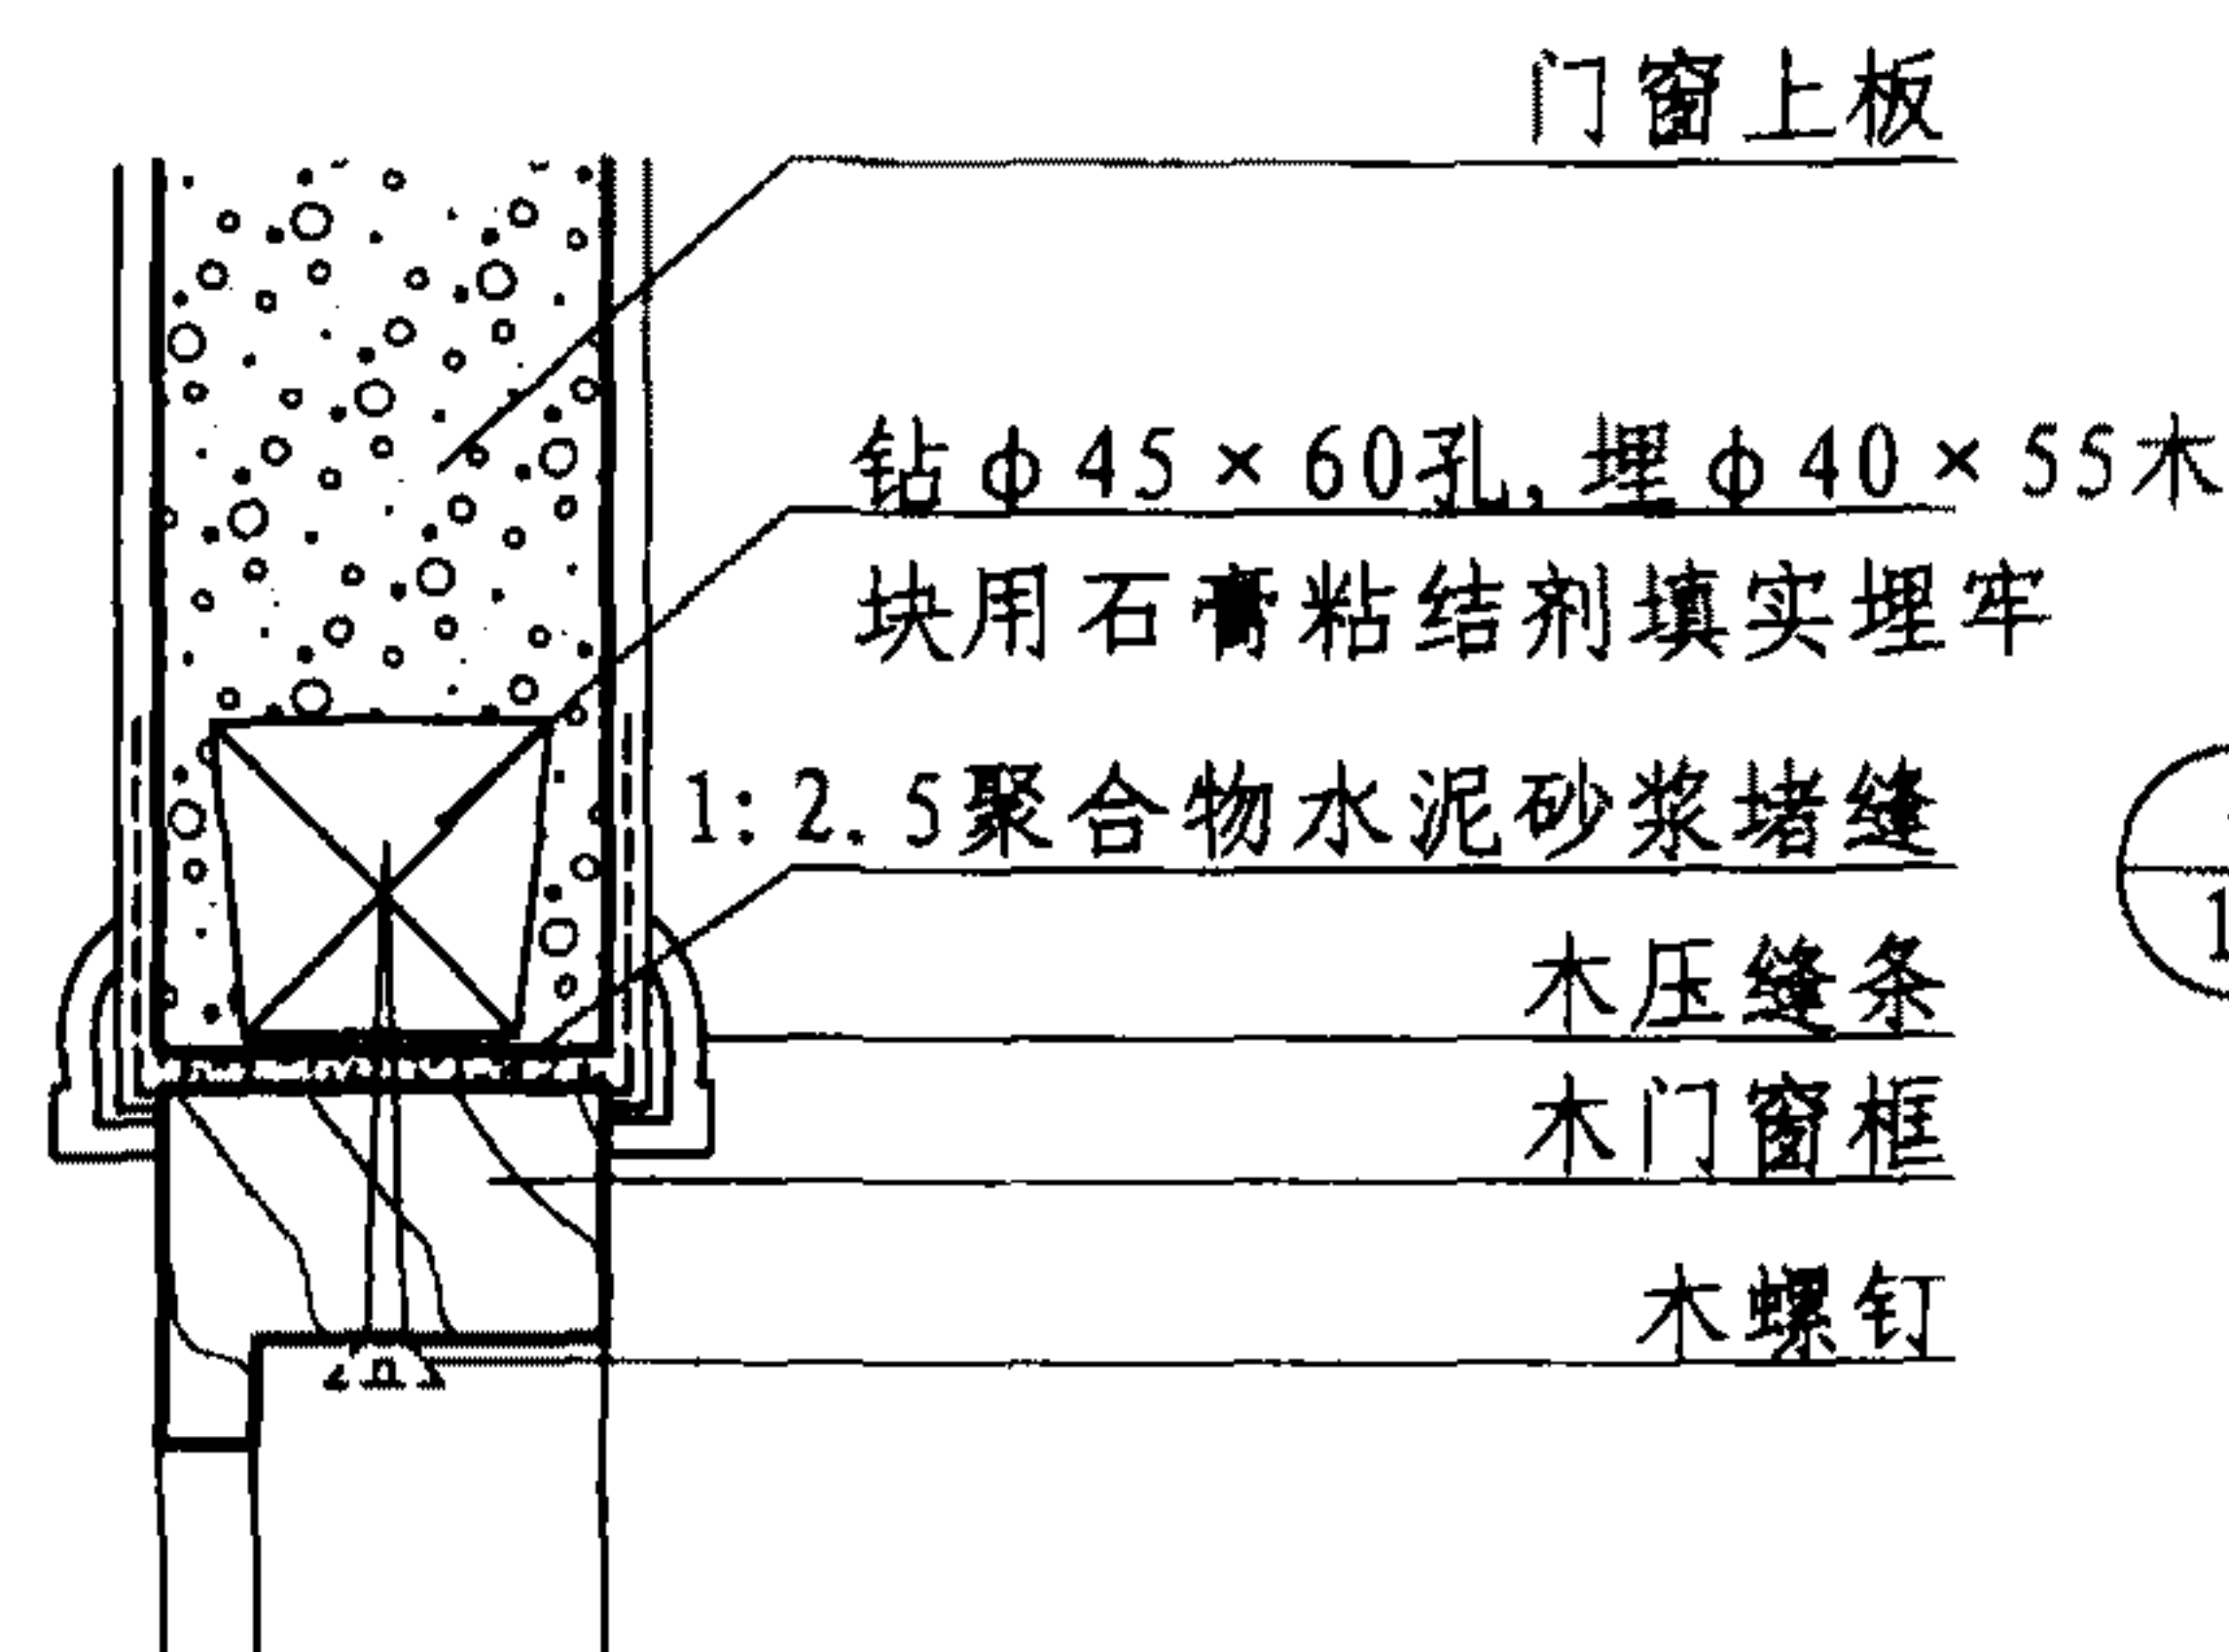 门窗上板
钻φ45×60孔,埋φ40×55木
块用石膏粘结剂填实埋牢
1:2.5聚合物水泥砂浆堵缝
木压缝条
1
木门窗框
木螺钉